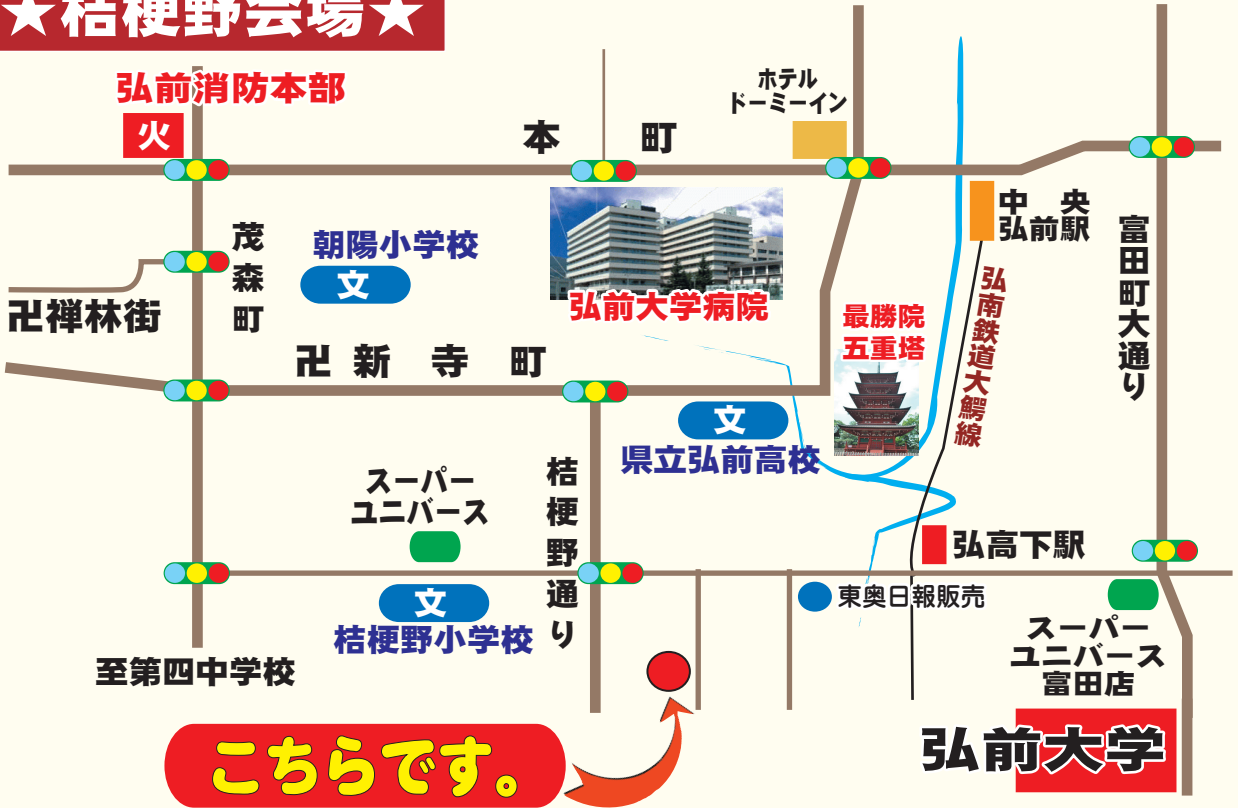 ★桔梗野会場★
弘前消防本部
火
ホテル
ドーミーイン
本町
中央
弘前駅
茂森町
朝陽小学校
文
富田町大通り
卍禅林街
弘前大学病院
弘南鉄道大鰐線
最勝院
五重塔
卍新寺町
文
県立弘前高校
スーパー
ユニバース
桔梗野通り
弘高下駅
文
桔梗野小学校
東奥日報販売
スーパー
ユニバース
富田店
至第四中学校
弘前大学
こちらです。